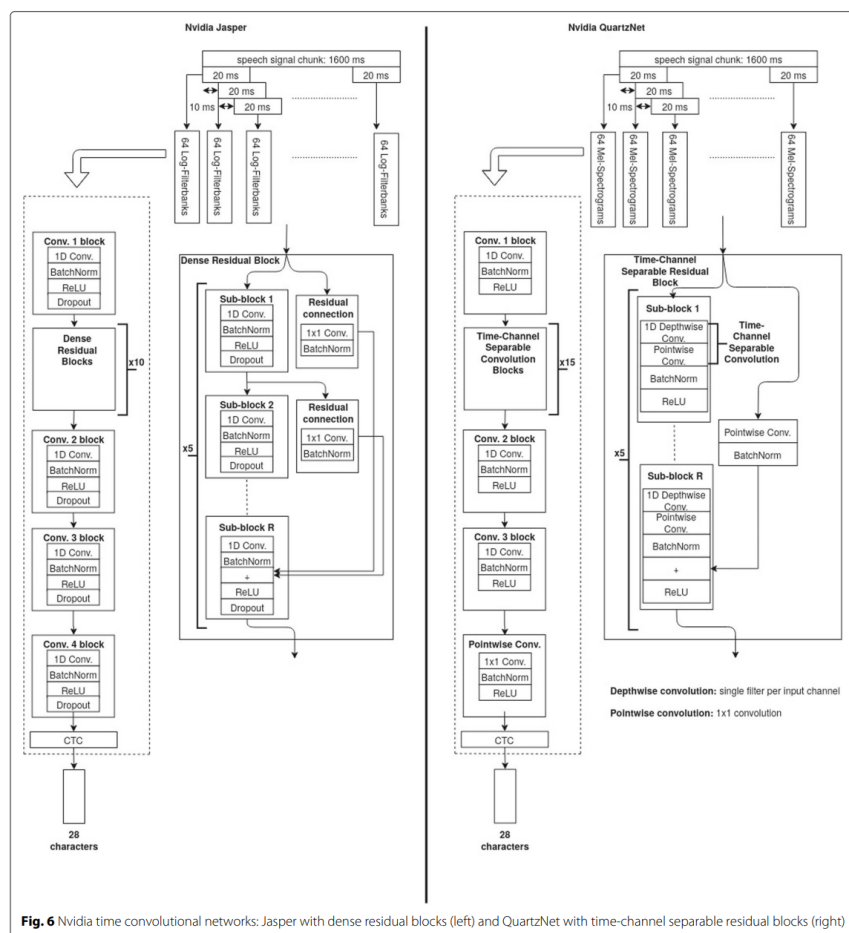 Nvidia Jasper
speech signal chunk: 1600 ms
20 ms
20 ms
20 ms
10 ms
20 ms
64 Log-Filterbanks
64 Log-Filterbanks
64 Log-Filterbanks
64 Log-Filterbanks
Conv. 1 block
1D Conv.
BatchNorm
ReLU
Dropout
Dense
Residual
Blocks
x10
Conv. 2 block
1D Conv.
BatchNorm
ReLU
Dropout
Conv. 3 block
1D Conv.
BatchNorm
ReLU
Dropout
Conv. 4 block
1D Conv.
BatchNorm
ReLU
Dropout
CTC
28
characters
Dense Residual Block
x5
Sub-block 1
1D Conv.
BatchNorm
ReLU
Dropout
Residual
connection
1x1 Conv.
BatchNorm
Sub-block 2
1D Conv.
BatchNorm
ReLU
Dropout
Residual
connection
1x1 Conv.
BatchNorm
Sub-block R
1D Conv.
BatchNorm
+
ReLU
Dropout
Nvidia QuartzNet
speech signal chunk: 1600 ms
20 ms
20 ms
20 ms
10 ms
20 ms
64 Mel-Spectrograms
64 Mel-Spectrograms
64 Mel-Spectrograms
64 Mel-Spectrograms
Conv. 1 block
1D Conv.
BatchNorm
ReLU
Time-Channel
Separable
Convolution
Blocks
x15
Conv. 2 block
1D Conv.
BatchNorm
ReLU
Conv. 3 block
1D Conv.
BatchNorm
ReLU
Pointwise Conv.
1x1 Conv.
BatchNorm
ReLU
CTC
28
characters
Time-Channel
Separable Residual
Block
x5
Sub-block 1
1D Depthwise
Conv.
Pointwise
Conv.
BatchNorm
ReLU
Time-
Channel
Separable
Convolution
Pointwise Conv.
BatchNorm
Sub-block R
1D Depthwise
Conv.
Pointwise
Conv.
BatchNorm
+
ReLU
Depthwise convolution: single filter per input channel
Pointwise convolution: 1x1 convolution
Fig. 6 Nvidia time convolutional networks: Jasper with dense residual blocks (left) and QuartzNet with time-channel separable residual blocks (right)